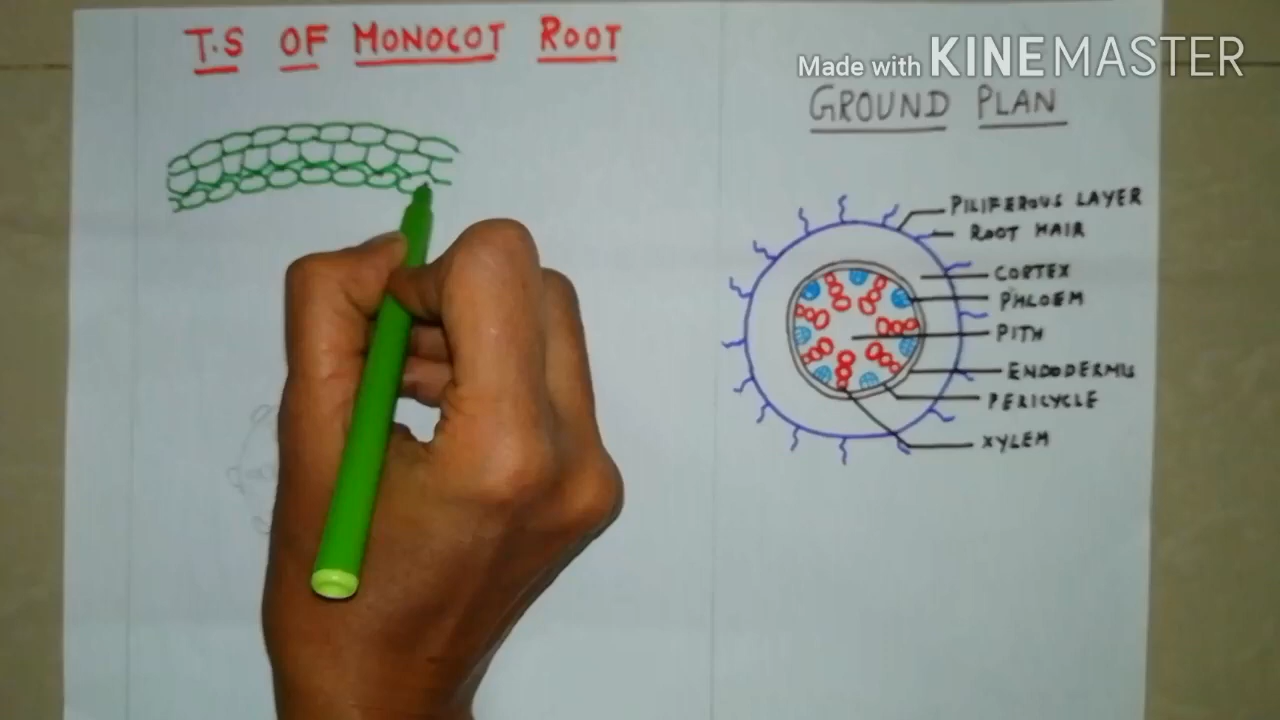 T.S OF MONOCOT ROOT
Made with KINEMASTER
GROUND PLAN
PILIFEROUS LAYER
ROOT HAIR
CORTEX
PHLOEM
PITH
ENDODERMIS
PERICYCLE
XYLEM